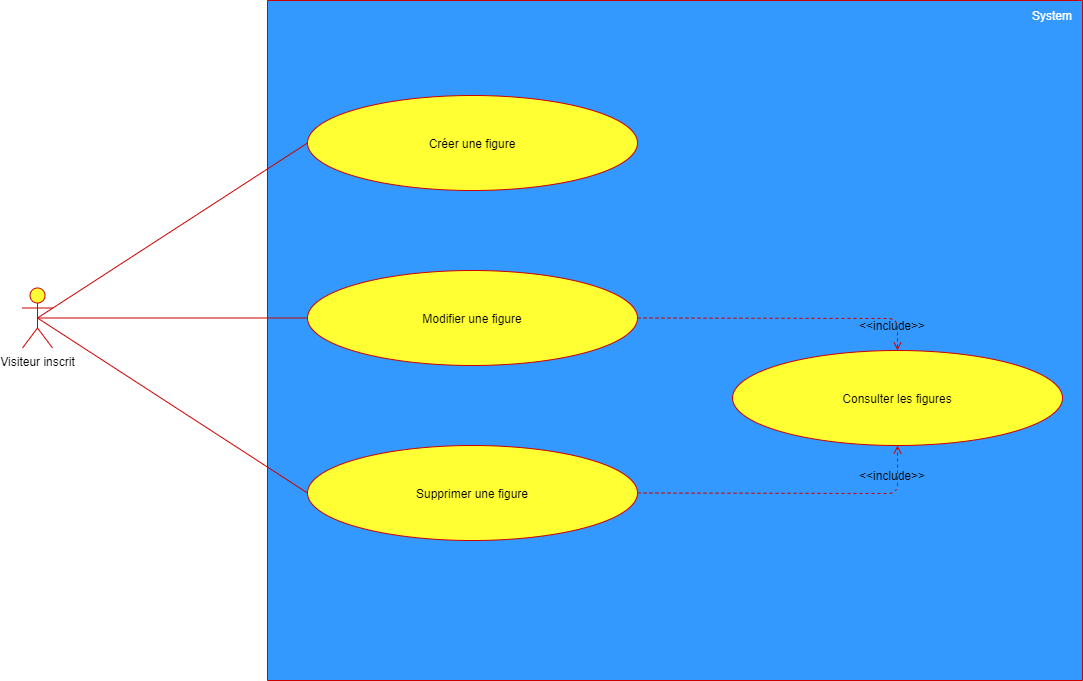 System
Créer une figure
Visiteur inscrit
Modifier une figure
<<include>>
Consulter les figures
<<include>>
Supprimer une figure